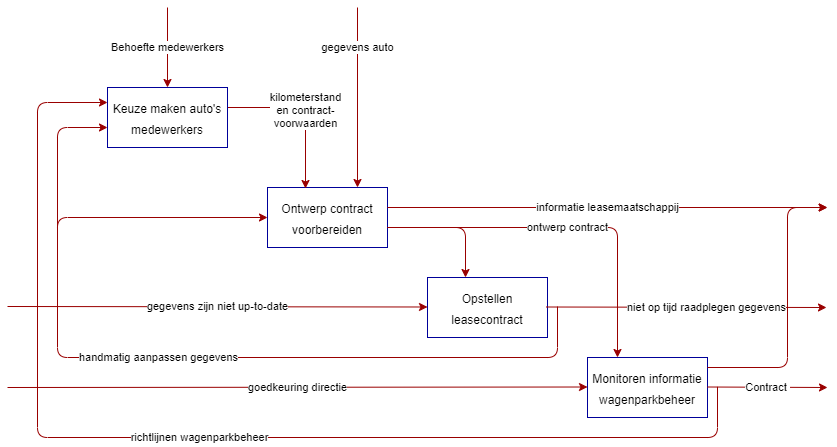 Behoefte medewerkers
gegevens auto
Keuze maken auto's
medewerkers
kilometerstand
en contract-
voorwaarden
Ontwerp contract
voorbereiden
informatie leasemaatschappij
ontwerp contract
Opstellen
leasecontract
gegevens zijn niet up-to-date
niet op tijd raadplegen gegevens
handmatig aanpassen gegevens
Monitoren informatie
wagenparkbeheer
goedkeuring directie
Contract
richtlijnen wagenparkbeheer